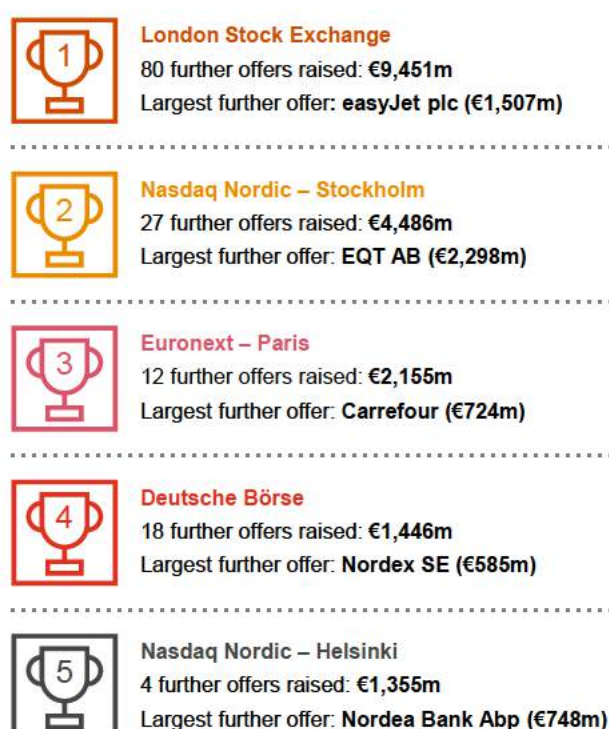 1
London Stock Exchange
80 further offers raised: €9,451m
Largest further offer: easyJet plc (€1,507m)
2
Nasdaq Nordic – Stockholm
27 further offers raised: €4,486m
Largest further offer: EQT AB (€2,298m)
3
Euronext – Paris
12 further offers raised: €2,155m
Largest further offer: Carrefour (€724m)
4
Deutsche Börse
18 further offers raised: €1,446m
Largest further offer: Nordex SE (€585m)
5
Nasdaq Nordic – Helsinki
4 further offers raised: €1,355m
Largest further offer: Nordea Bank Abp (€748m)